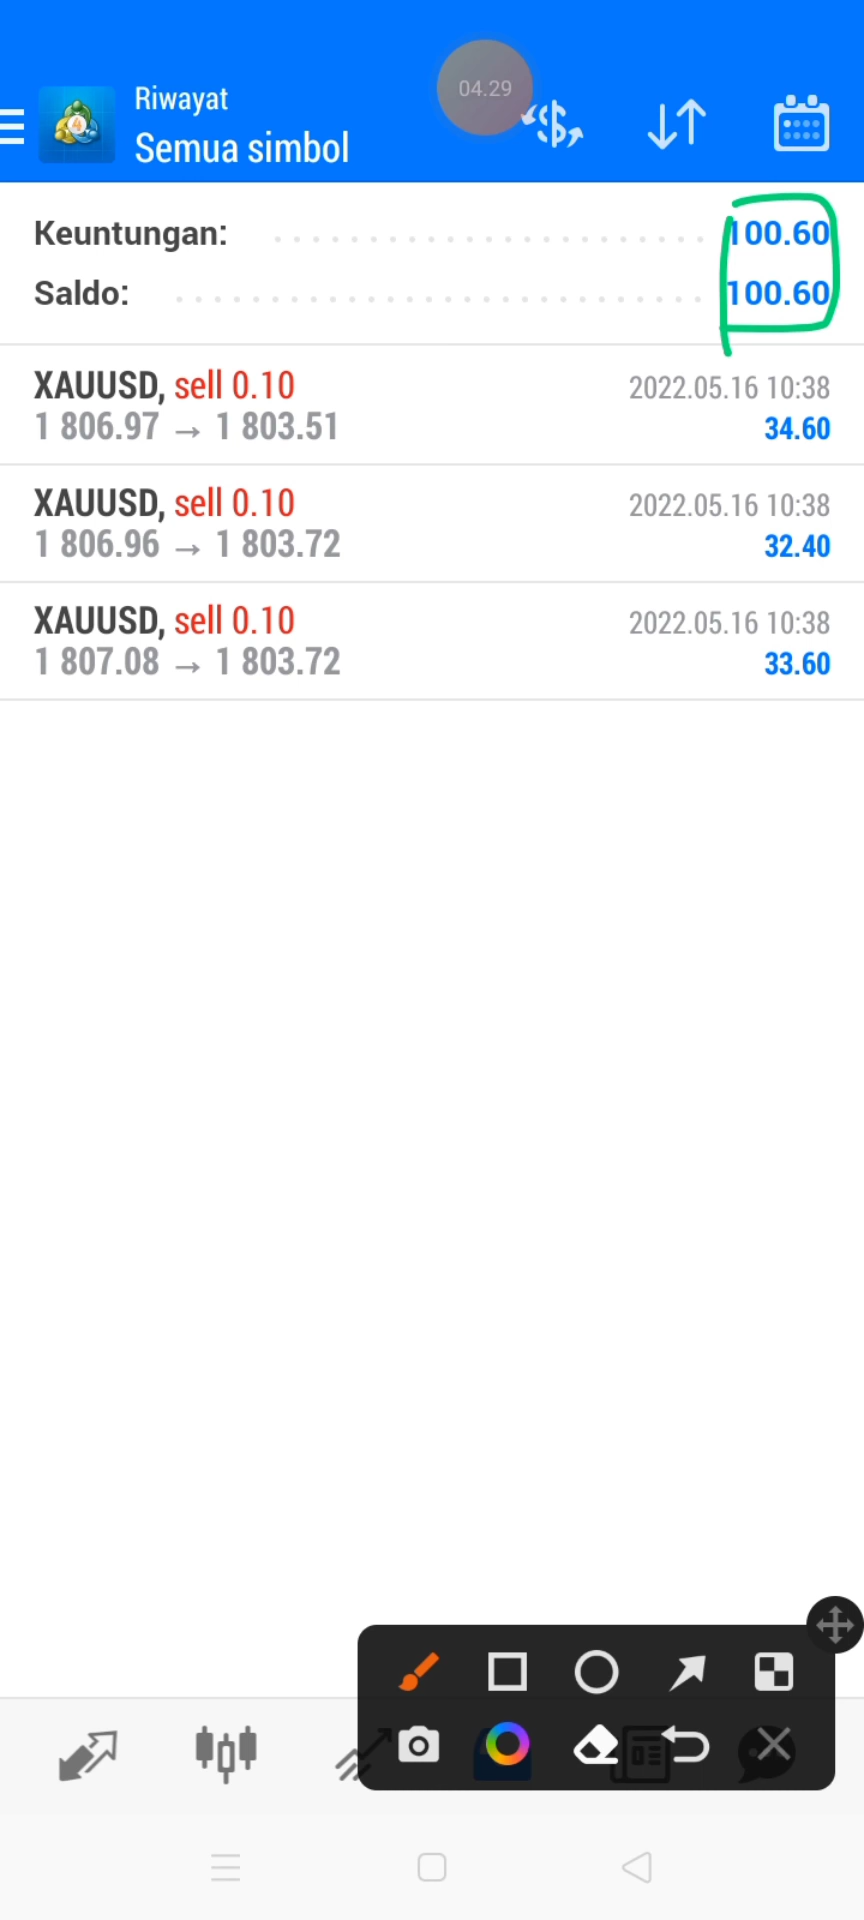 04.29
Riwayat
Semua simbol
Keuntungan: 100.60
Saldo: 100.60
XAUUSD, sell 0.10 2022.05.16 10:38
1 806.97 → 1 803.51 34.60
XAUUSD, sell 0.10 2022.05.16 10:38
1 806.96 → 1 803.72 32.40
XAUUSD, sell 0.10 2022.05.16 10:38
1 807.08 → 1 803.72 33.60